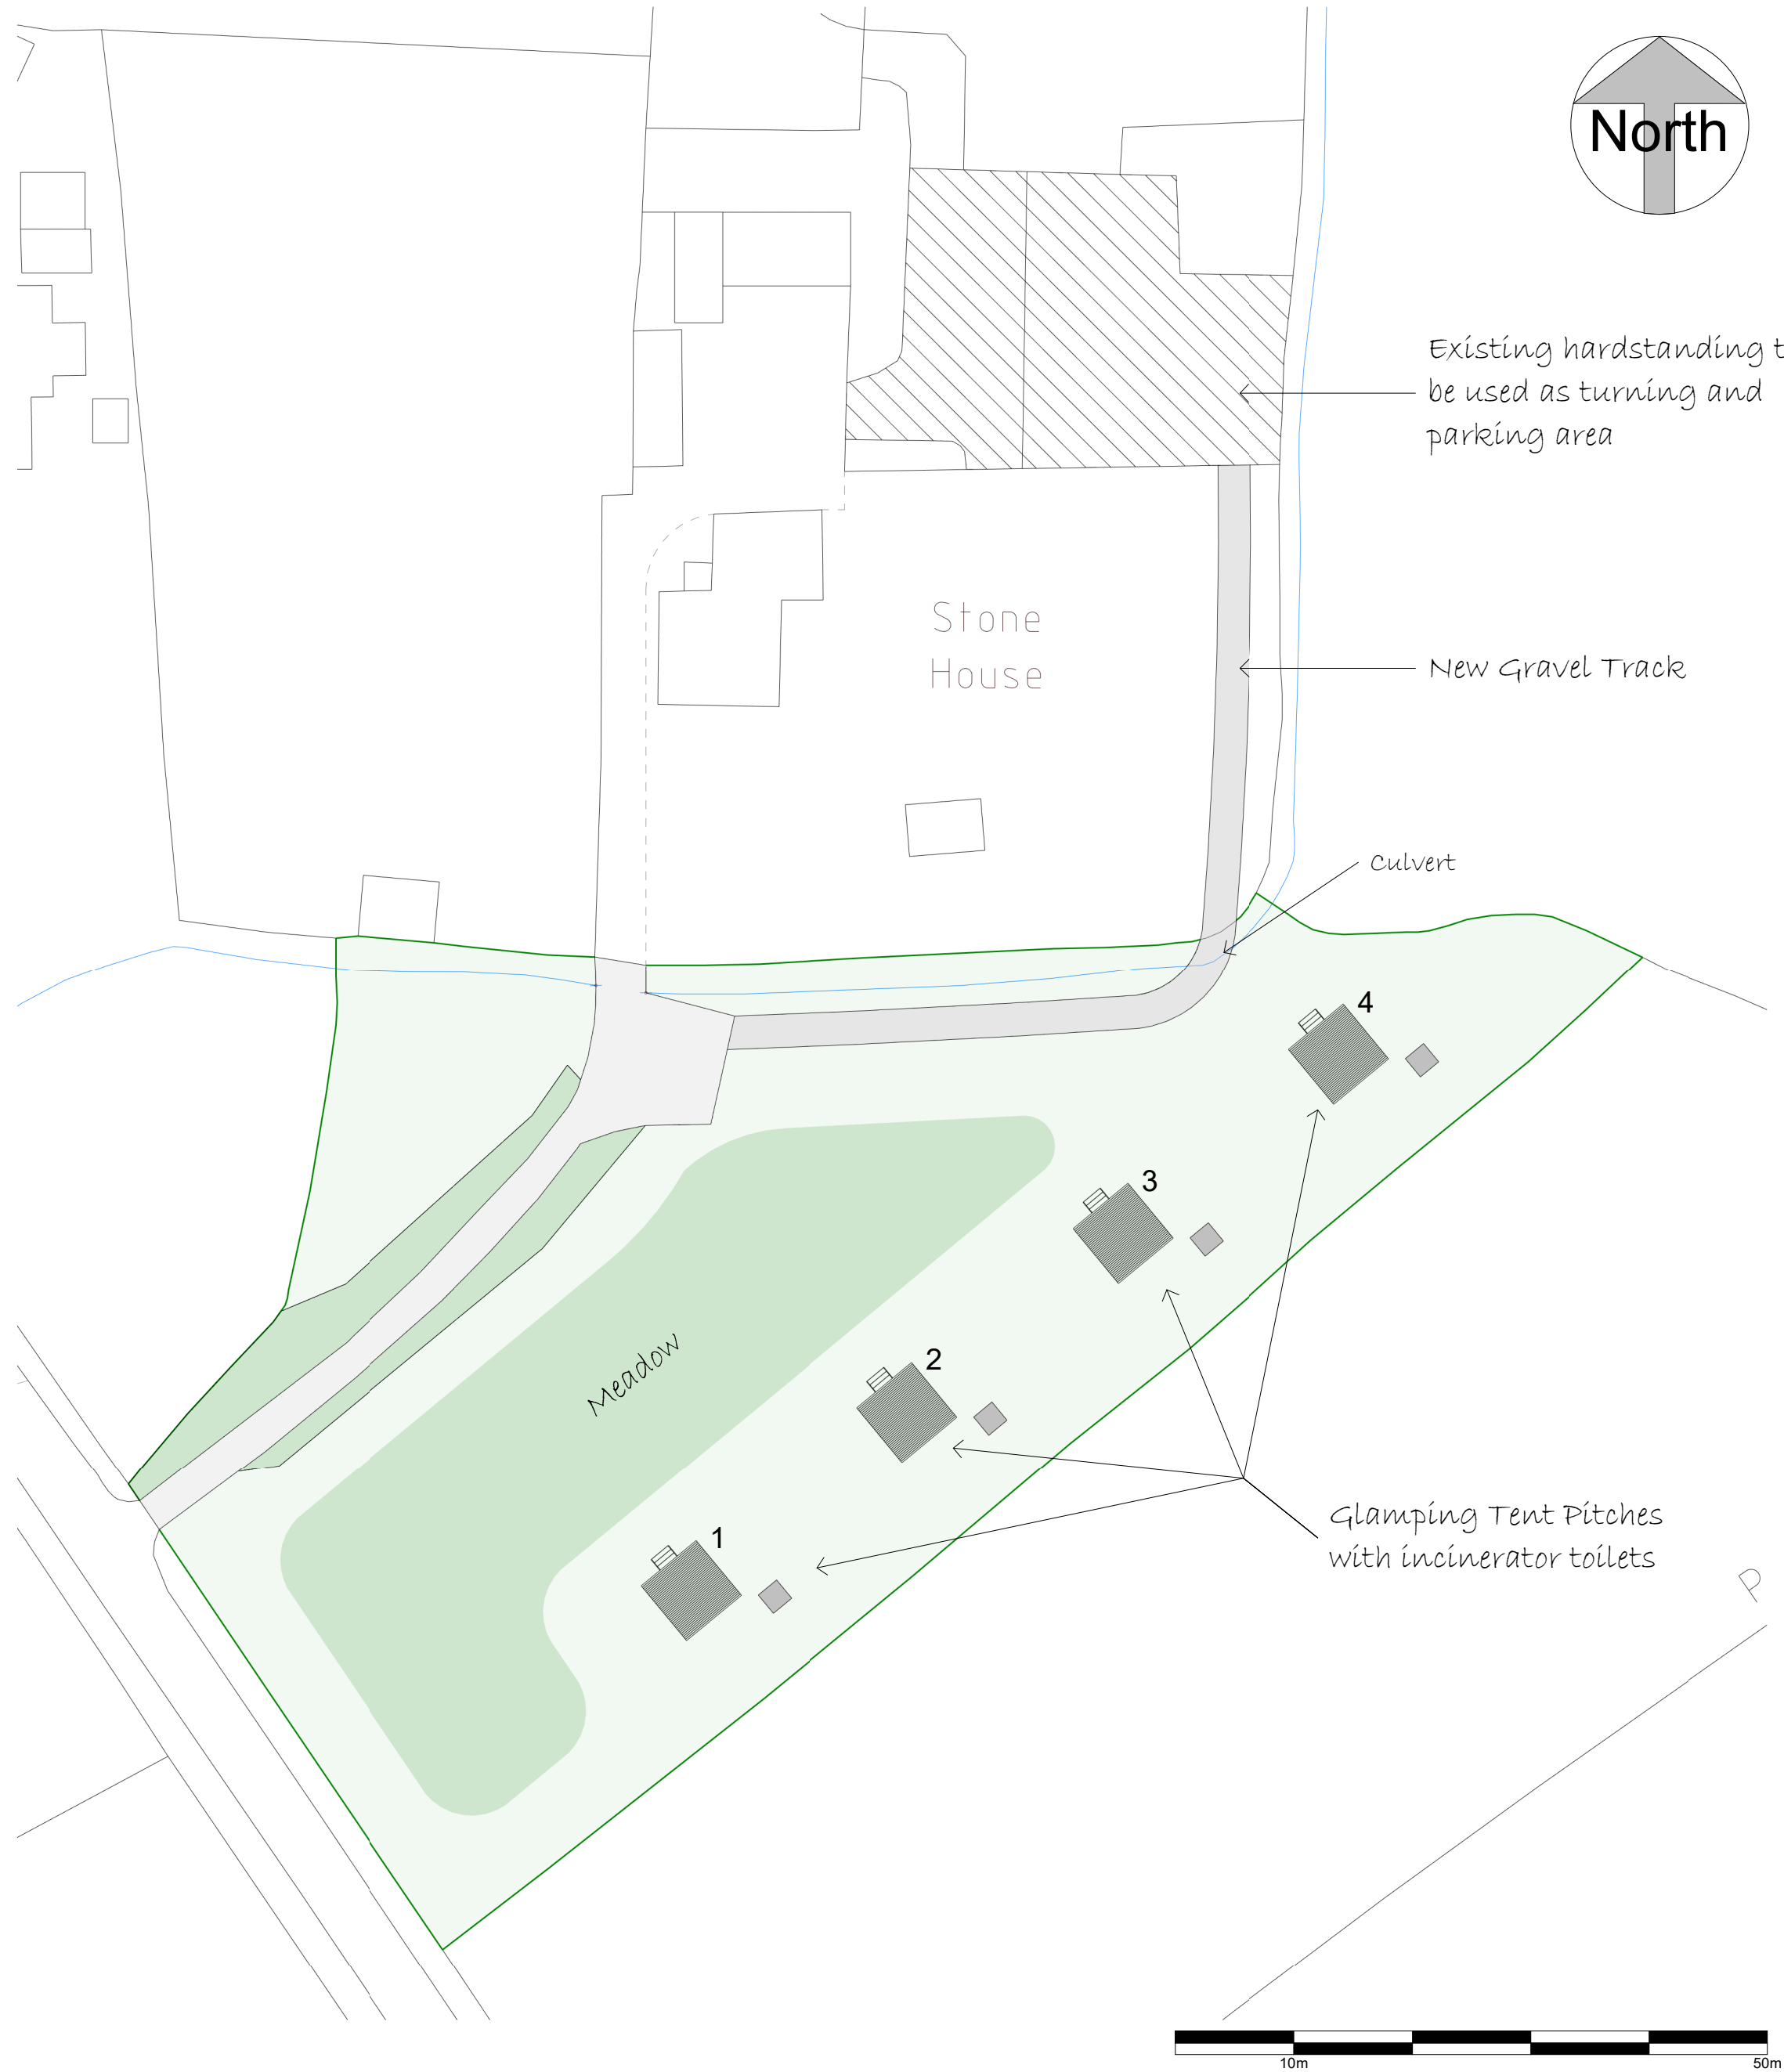 North
Existing hardstanding t
be used as turning and
parking area
Stone
House
New Gravel Track
Culvert
4
3
2
1
Meadow
Glamping Tent Pitches
with incinerator toilets
P
10m
50m